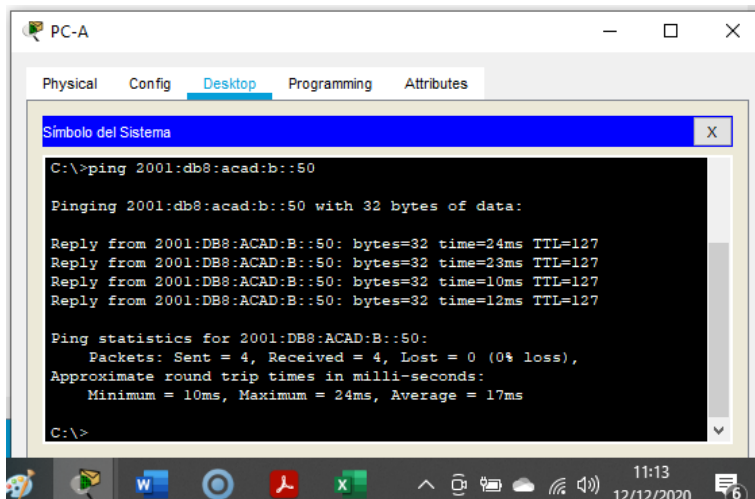 PC-A
Physical Config Desktop Programming Attributes
Símbolo del Sistema X
C:\>ping 2001:db8:acad:b::50
Pinging 2001:db8:acad:b::50 with 32 bytes of data:
Reply from 2001:DB8:ACAD:B::50: bytes=32 time=24ms TTL=127
Reply from 2001:DB8:ACAD:B::50: bytes=32 time=23ms TTL=127
Reply from 2001:DB8:ACAD:B::50: bytes=32 time=10ms TTL=127
Reply from 2001:DB8:ACAD:B::50: bytes=32 time=12ms TTL=127
Ping statistics for 2001:DB8:ACAD:B::50:
Packets: Sent = 4, Received = 4, Lost = 0 (0% loss),
Approximate round trip times in milli-seconds:
Minimum = 10ms, Maximum = 24ms, Average = 17ms
C:\>
11:13
12/12/2020
6